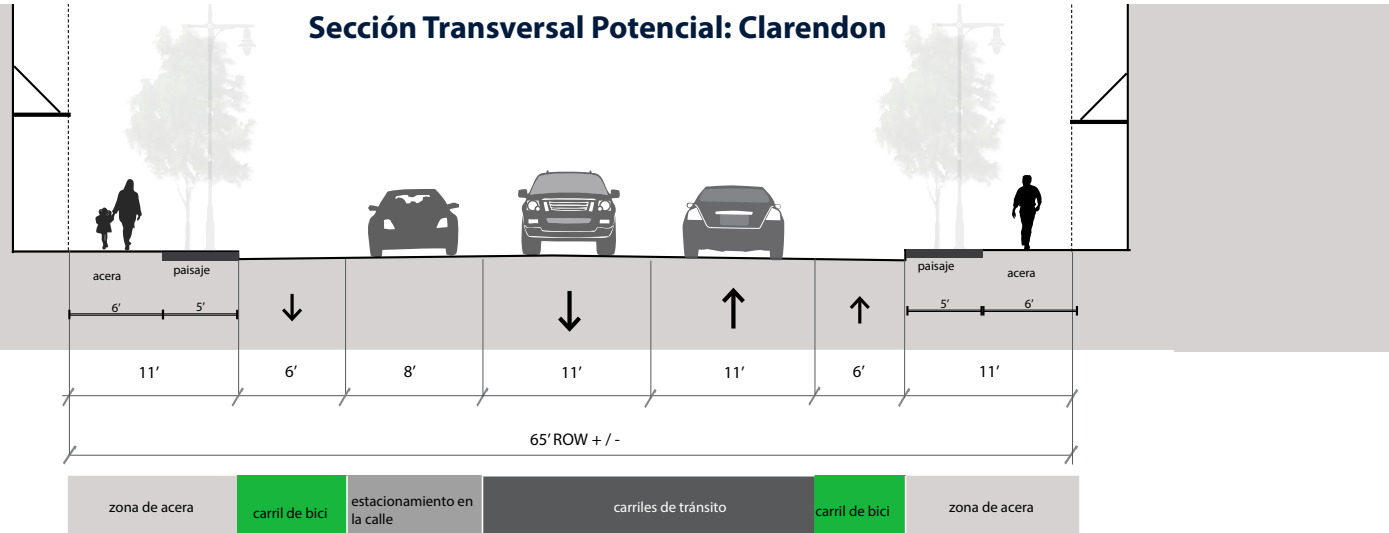 Sección Transversal Potencial: Clarendon
acera
paisaje
paisaje
acera
6’
5’
5’
6’
11’
6’
8’
11’
11’
6’
11’
65’ ROW + / -
zona de acera
carril de bici
estacionamiento en
la calle
carriles de tránsito
carril de bici
zona de acera